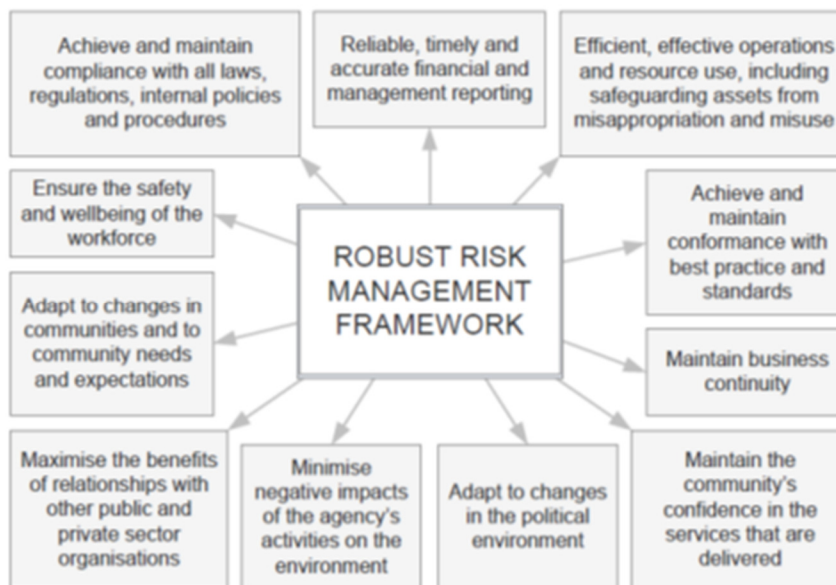 Achieve and maintain
compliance with all laws,
regulations, internal policies
and procedures
Reliable, timely and
accurate financial and
management reporting
Efficient, effective operations
and resource use, including
safeguarding assets from
misappropriation and misuse
Ensure the safety
and wellbeing of the
workforce
ROBUST RISK
MANAGEMENT
FRAMEWORK
Achieve and
maintain
conformance with
best practice and
standards
Adapt to changes in
communities and to
community needs
and expectations
Maintain business
continuity
Maximise the benefits
of relationships with
other public and
private sector
organisations
Minimise
negative impacts
of the agency's
activities on the
environment
Adapt to changes
in the political
environment
Maintain the
community's
confidence in the
services that are
delivered